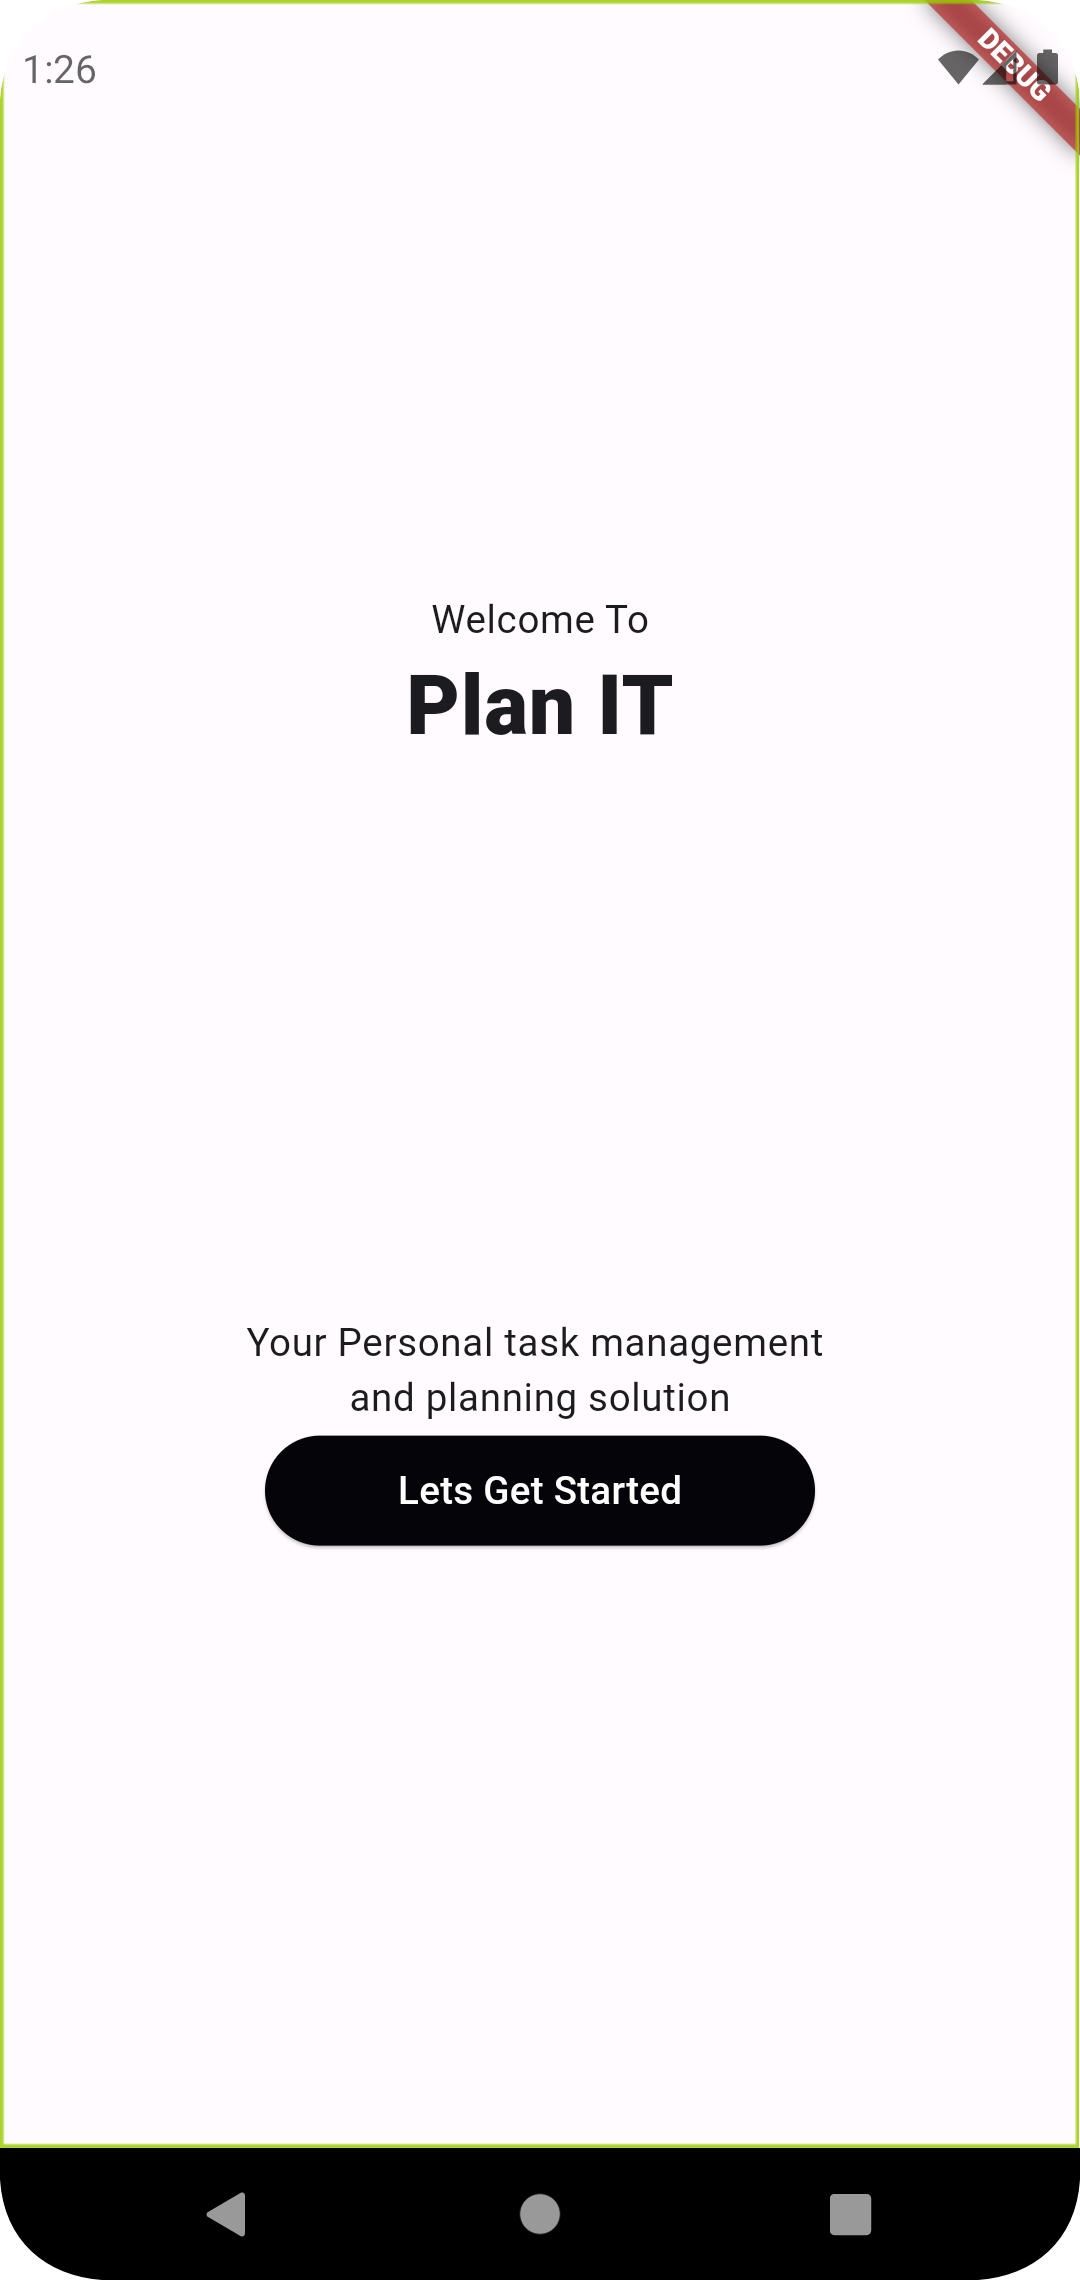 1:26
DEBUG
Welcome To
Plan IT
Your Personal task management
and planning solution
Lets Get Started